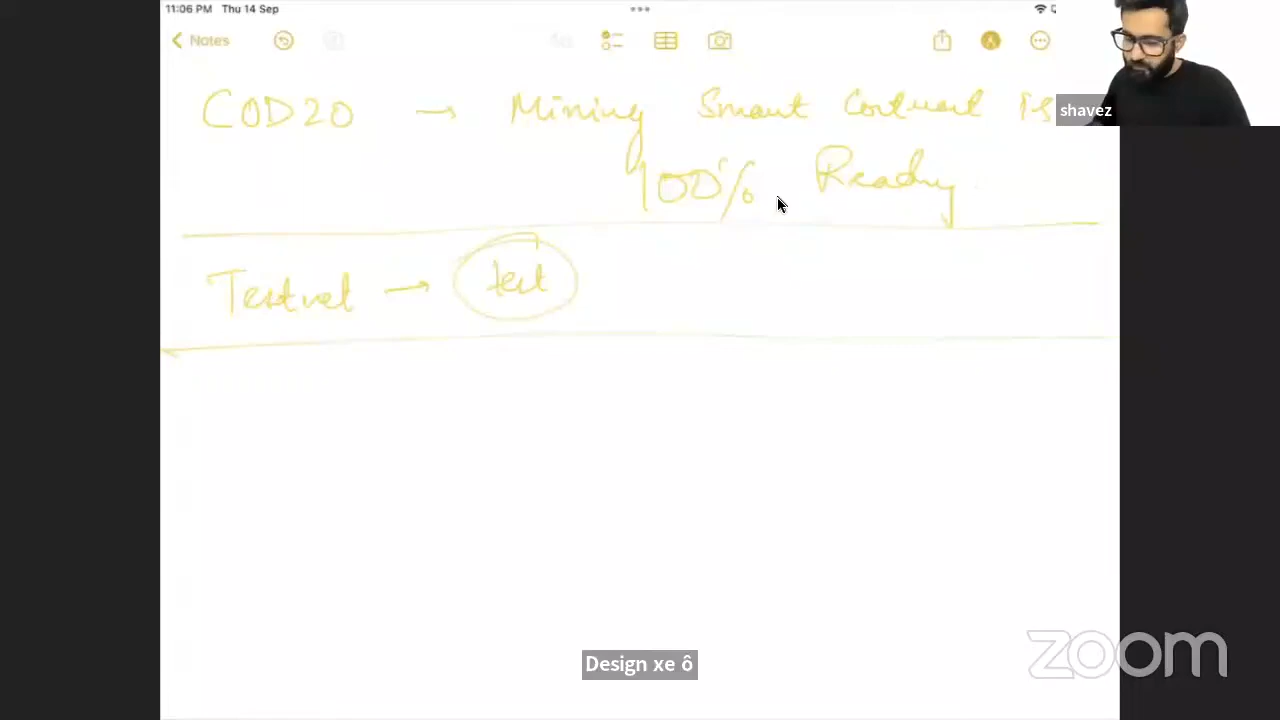 11:06 PM Thu 14 Sep
Notes
COD20 → Mining Smart Contract is
100% Ready
shavez
Testnet → test
Design xe ô
zoom